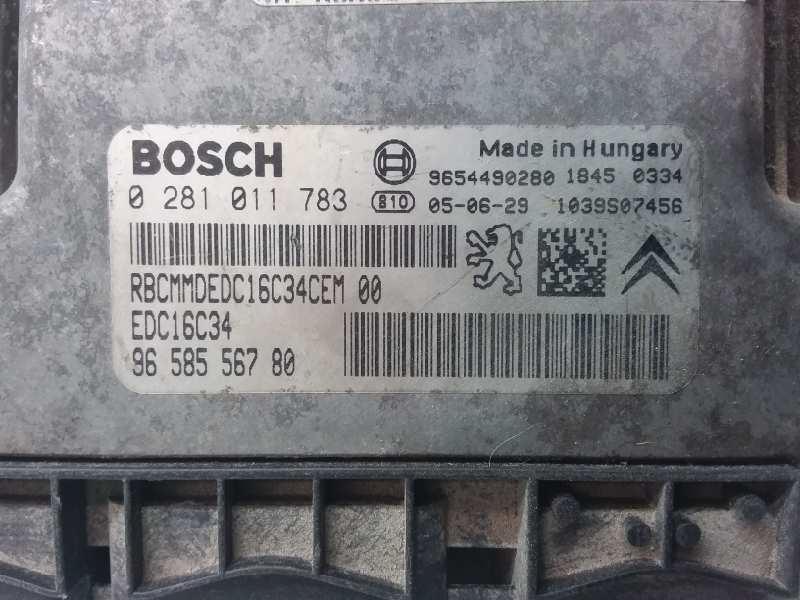 BOSCH
Made in Hungary
9654490280 1845 0334
0 281 011 783
810 05-06-29 1039S07456
RBCMMDEDC16C34CEM 00
EDC16C34
96 585 567 80